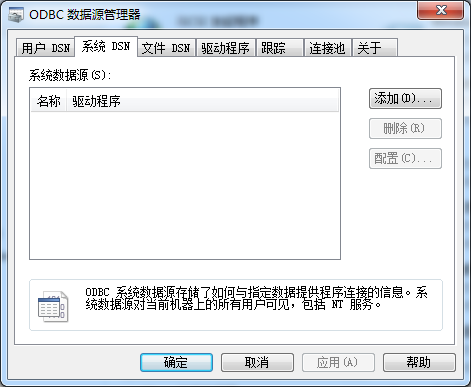 ODBC 数据源管理器
用户 DSN 系统 DSN 文件 DSN 驱动程序 跟踪 连接池 关于
系统数据源(S):
名称 驱动程序
添加(D)...
删除(R)
配置(C)...
ODBC 系统数据源存储了如何与指定数据提供程序连接的信息。系
统数据源对当前机器上的所有用户可见,包括 NT 服务。
确定 取消 应用(A) 帮助